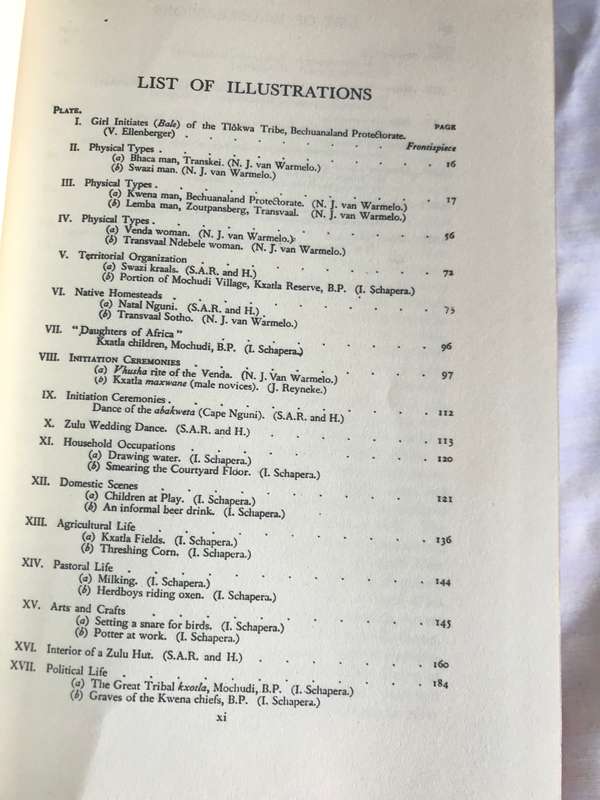 LIST OF ILLUSTRATIONS
PLATE. PAGE
I. Girl Initiates (Bale) of the Tlôkwa Tribe, Bechuanaland Protectorate.
(V. Ellenberger) . . . . . . . . Frontispiece
II. Physical Types . . . . . . . . . 16
(a) Bhaca man, Transkei. (N. J. van Warmelo.)
(b) Swazi man. (N. J. van Warmelo.)
III. Physical Types . . . . . . . . . 17
(a) Kwena man, Bechuanaland Protectorate. (N. J. van Warmelo.)
(b) Lemba man, Zoutpansberg, Transvaal. (N. J. van Warmelo.)
IV. Physical Types . . . . . . . . . 56
(a) Venda woman. (N. J. van Warmelo.)
(b) Transvaal Ndebele woman. (N. J. van Warmelo.)
V. Territorial Organization . . . . . . . . 72
(a) Swazi kraals. (S.A.R. and H.)
(b) Portion of Mochudi Village, Kxatla Reserve, B.P. (I. Schapera.)
VI. Native Homesteads . . . . . . . . 73
(a) Natal Nguni. (S.A.R. and H.)
(b) Transvaal Sotho. (N. J. van Warmelo.)
VII. "Daughters of Africa" . . . . . . . . 96
Kxatla children, Mochudi, B.P. (I. Schapera.)
VIII. INITIATION CEREMONIES . . . . . . . 97
(a) Vhusha rite of the Venda. (N. J. Van Warmelo.)
(b) Kxatla maxwane (male novices). (J. Reyneke.)
IX. Initiation Ceremonies . . . . . . . . 112
Dance of the abakweta (Cape Nguni). (S.A.R. and H.)
X. Zulu Wedding Dance. (S.A.R. and H.) . . . . . 113
XI. Household Occupations . . . . . . . . 120
(a) Drawing water. (I. Schapera.)
(b) Smearing the Courtyard Floor. (I. Schapera.)
XII. Domestic Scenes . . . . . . . . 121
(a) Children at Play. (I. Schapera.)
(b) An informal beer drink. (I. Schapera.)
XIII. Agricultural Life . . . . . . . . 136
(a) Kxatla Fields. (I. Schapera.)
(b) Threshing Corn. (I. Schapera.)
XIV. Pastoral Life . . . . . . . . . 144
(a) Milking. (I. Schapera.)
(b) Herdboys riding oxen. (I. Schapera.)
XV. Arts and Crafts . . . . . . . . 145
(a) Setting a snare for birds. (I. Schapera.)
(b) Potter at work. (I. Schapera.)
XVI. Interior of a Zulu Hut. (S.A.R. and H.) . . . . . 160
XVII. Political Life . . . . . . . . . 184
(a) The Great Tribal kxotla, Mochudi, B.P. (I. Schapera.)
(b) Graves of the Kwena chiefs, B.P. (I. Schapera.)
xi